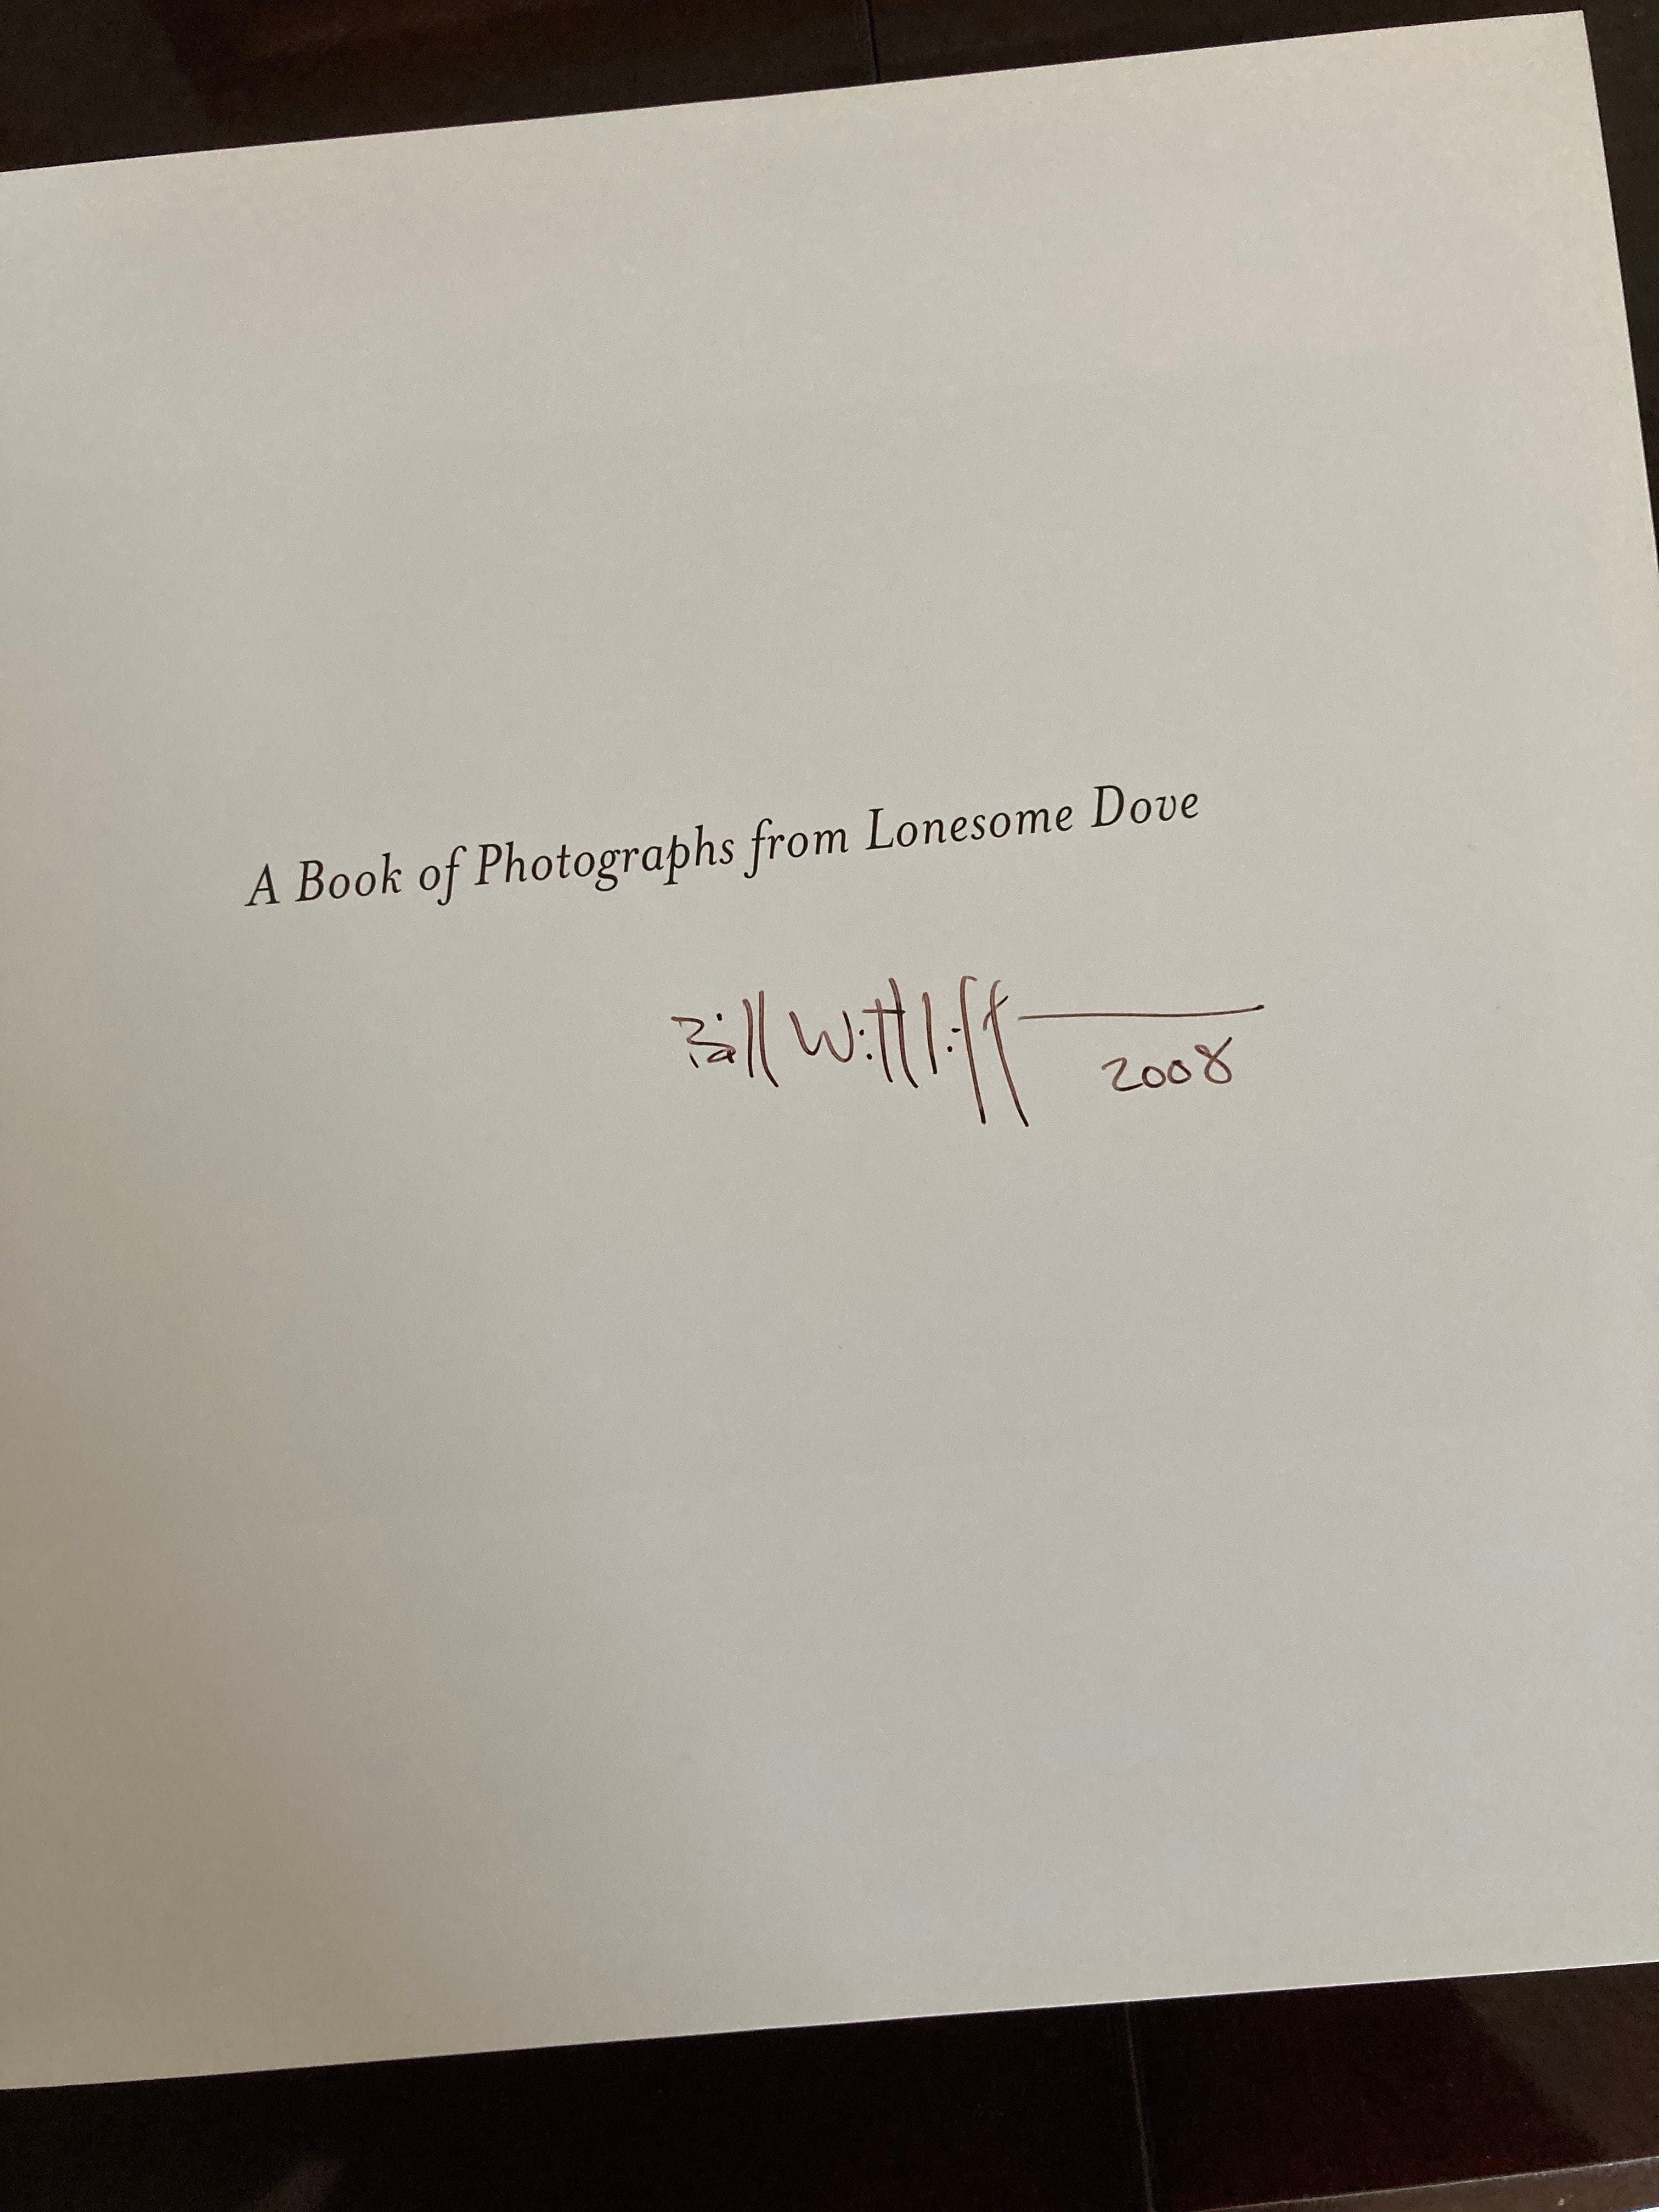 A Book of Photographs from Lonesome Dove
Bill Wittliff
2008